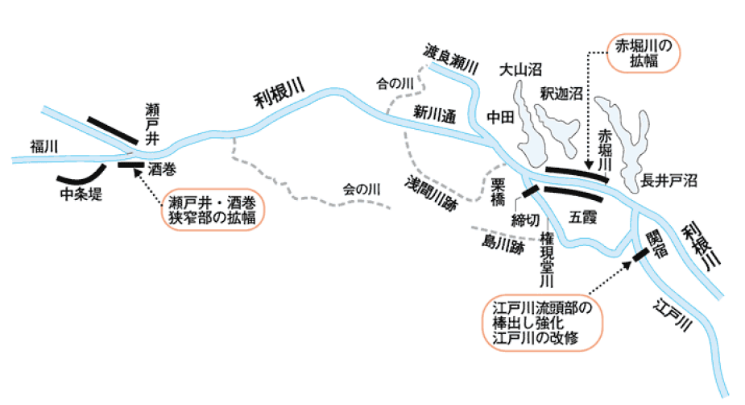 赤堀川の
拡幅
渡良瀬川
大山沼
釈迦沼
合の川
利根川
新川通
中田
赤堀川
瀬戸井
福川
酒巻
中条堤
瀬戸井・酒巻
狭窄部の拡幅
会の川
浅間川跡
栗橋
長井戸沼
締切
五霞
島川跡
権現堂川
関宿
利根川
江戸川流頭部の
棒出し強化
江戸川の改修
江戸川